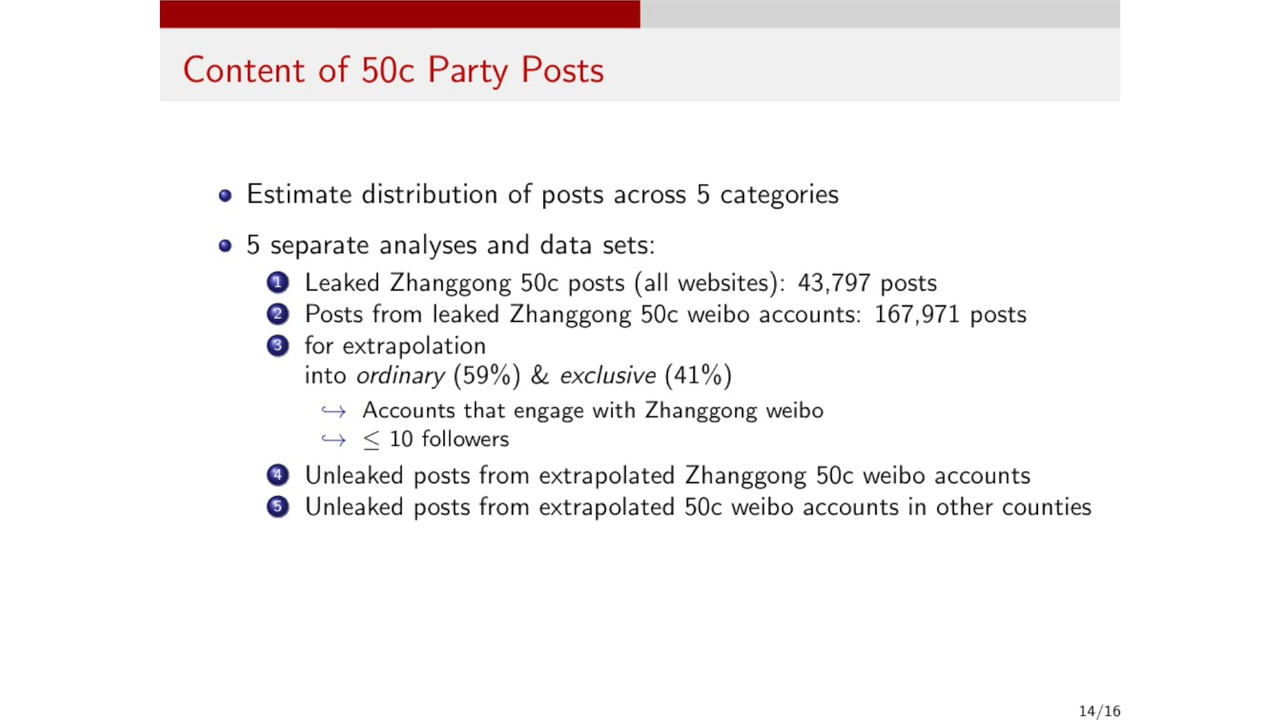 Content of 50c Party Posts
Estimate distribution of posts across 5 categories
5 separate analyses and data sets:
1 Leaked Zhanggong 50c posts (all websites): 43,797 posts
2 Posts from leaked Zhanggong 50c weibo accounts: 167,971 posts
3 for extrapolation
into ordinary (59%) & exclusive (41%)
↪ Accounts that engage with Zhanggong weibo
↪ ≤ 10 followers
4 Unleaked posts from extrapolated Zhanggong 50c weibo accounts
5 Unleaked posts from extrapolated 50c weibo accounts in other counties
14/16